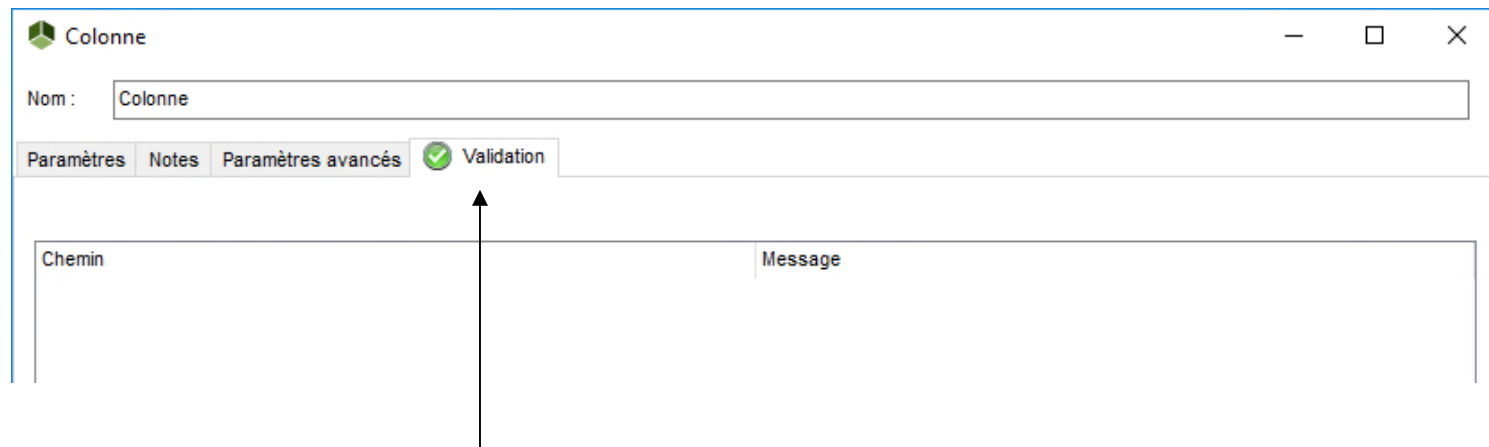 Colonne
Nom : Colonne
Paramètres Notes Paramètres avancés Validation
Chemin Message